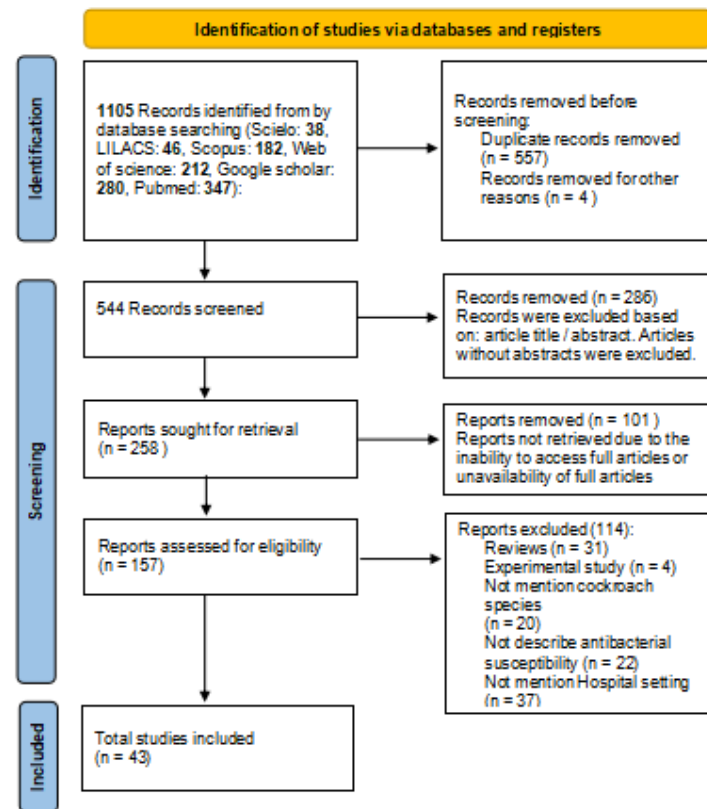 Identification of studies via databases and registers
Identification
1105 Records identified from by
database searching (Scielo: 38,
LILACS: 46, Scopus: 182, Web
of science: 212, Google scholar:
280, Pubmed: 347):
Records removed before
screening:
Duplicate records removed
(n = 557)
Records removed for other
reasons (n = 4 )
Screening
544 Records screened
Records removed (n = 286)
Records were excluded based
on: article title / abstract. Articles
without abstracts were excluded.
Reports sought for retrieval
(n = 258 )
Reports removed (n = 101 )
Reports not retrieved due to the
inability to access full articles or
unavailability of full articles
Reports assessed for eligibility
(n = 157)
Reports excluded (114):
Reviews (n = 31)
Experimental study (n = 4)
Not mention cockroach
species
(n = 20)
Not describe antibacterial
susceptibility (n = 22)
Not mention Hospital setting
(n = 37)
Included
Total studies included
(n = 43)